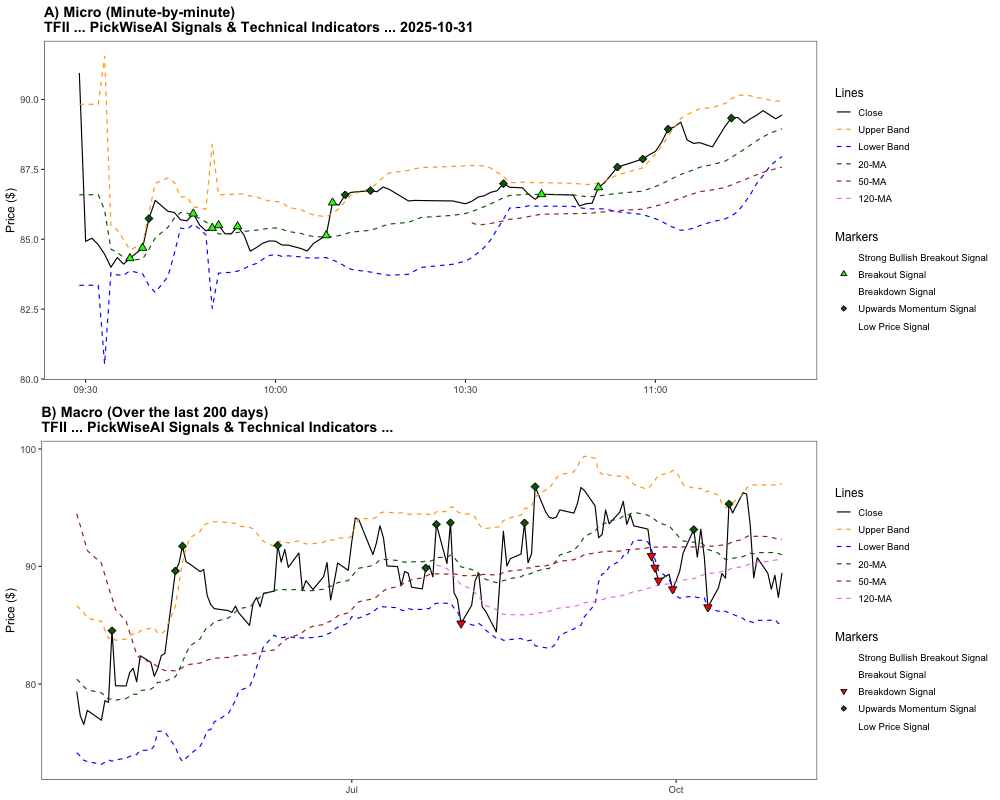 A) Micro (Minute-by-minute)
TFII ... PickWiseAI Signals & Technical Indicators ... 2025-10-31
Price ($)
90.0
87.5
85.0
82.5
80.0
09:30
10:00
10:30
11:00
Lines
Close
Upper Band
Lower Band
20-MA
50-MA
120-MA
Markers
Strong Bullish Breakout Signal
Breakout Signal
Breakdown Signal
Upwards Momentum Signal
Low Price Signal
B) Macro (Over the last 200 days)
TFII ... PickWiseAI Signals & Technical Indicators ...
Price ($)
100
90
80
Jul
Oct
Lines
Close
Upper Band
Lower Band
20-MA
50-MA
120-MA
Markers
Strong Bullish Breakout Signal
Breakout Signal
Breakdown Signal
Upwards Momentum Signal
Low Price Signal